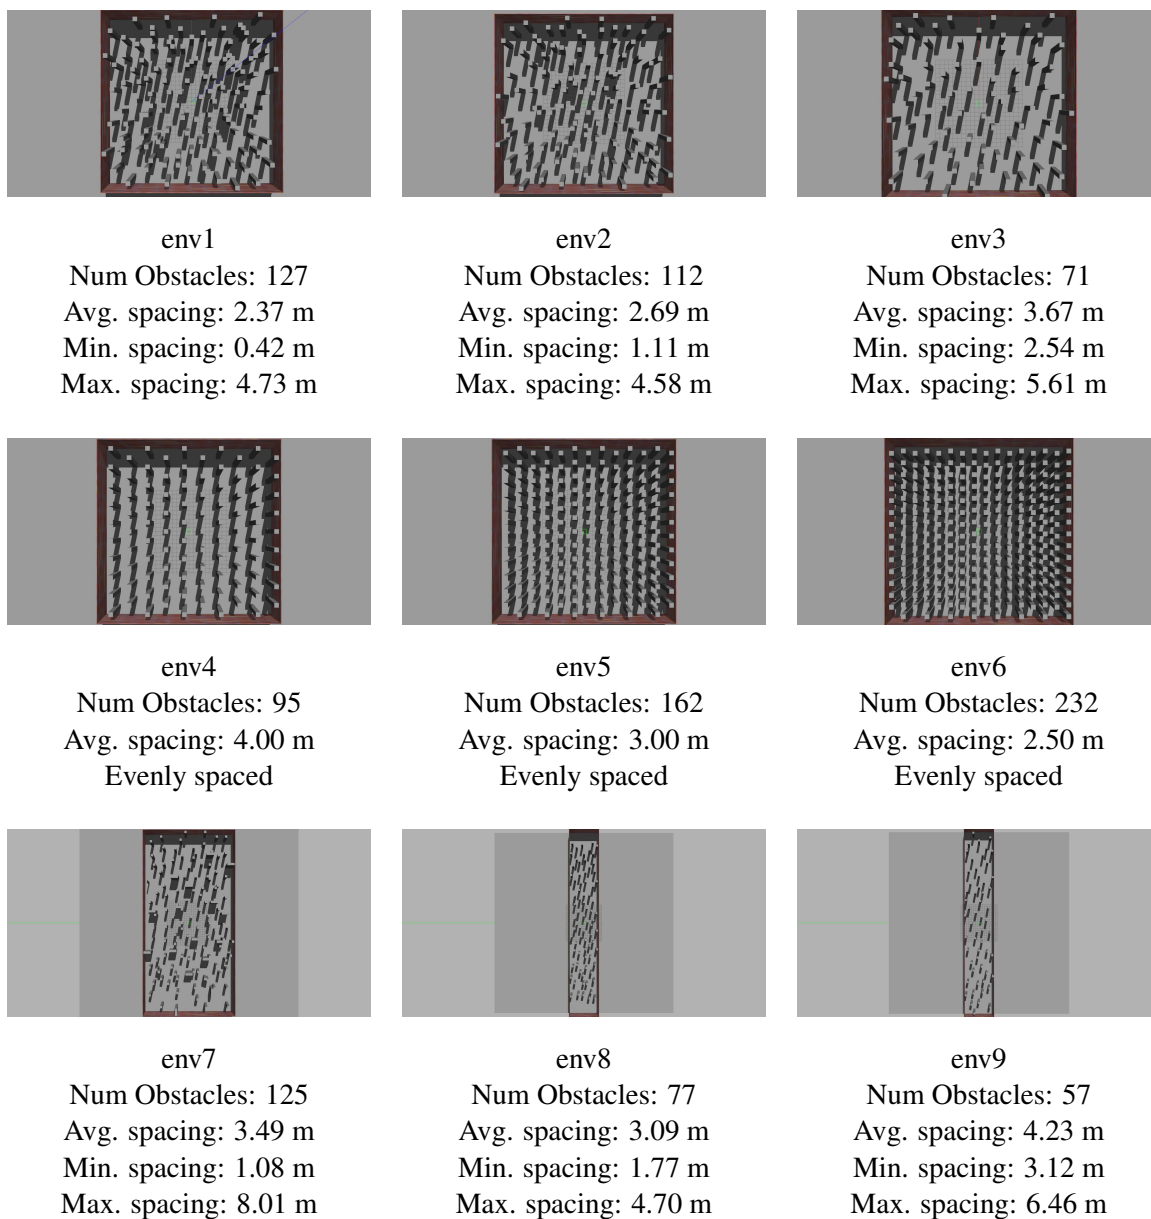 env1
Num Obstacles: 127
Avg. spacing: 2.37 m
Min. spacing: 0.42 m
Max. spacing: 4.73 m
env2
Num Obstacles: 112
Avg. spacing: 2.69 m
Min. spacing: 1.11 m
Max. spacing: 4.58 m
env3
Num Obstacles: 71
Avg. spacing: 3.67 m
Min. spacing: 2.54 m
Max. spacing: 5.61 m
env4
Num Obstacles: 95
Avg. spacing: 4.00 m
Evenly spaced
env5
Num Obstacles: 162
Avg. spacing: 3.00 m
Evenly spaced
env6
Num Obstacles: 232
Avg. spacing: 2.50 m
Evenly spaced
env7
Num Obstacles: 125
Avg. spacing: 3.49 m
Min. spacing: 1.08 m
Max. spacing: 8.01 m
env8
Num Obstacles: 77
Avg. spacing: 3.09 m
Min. spacing: 1.77 m
Max. spacing: 4.70 m
env9
Num Obstacles: 57
Avg. spacing: 4.23 m
Min. spacing: 3.12 m
Max. spacing: 6.46 m